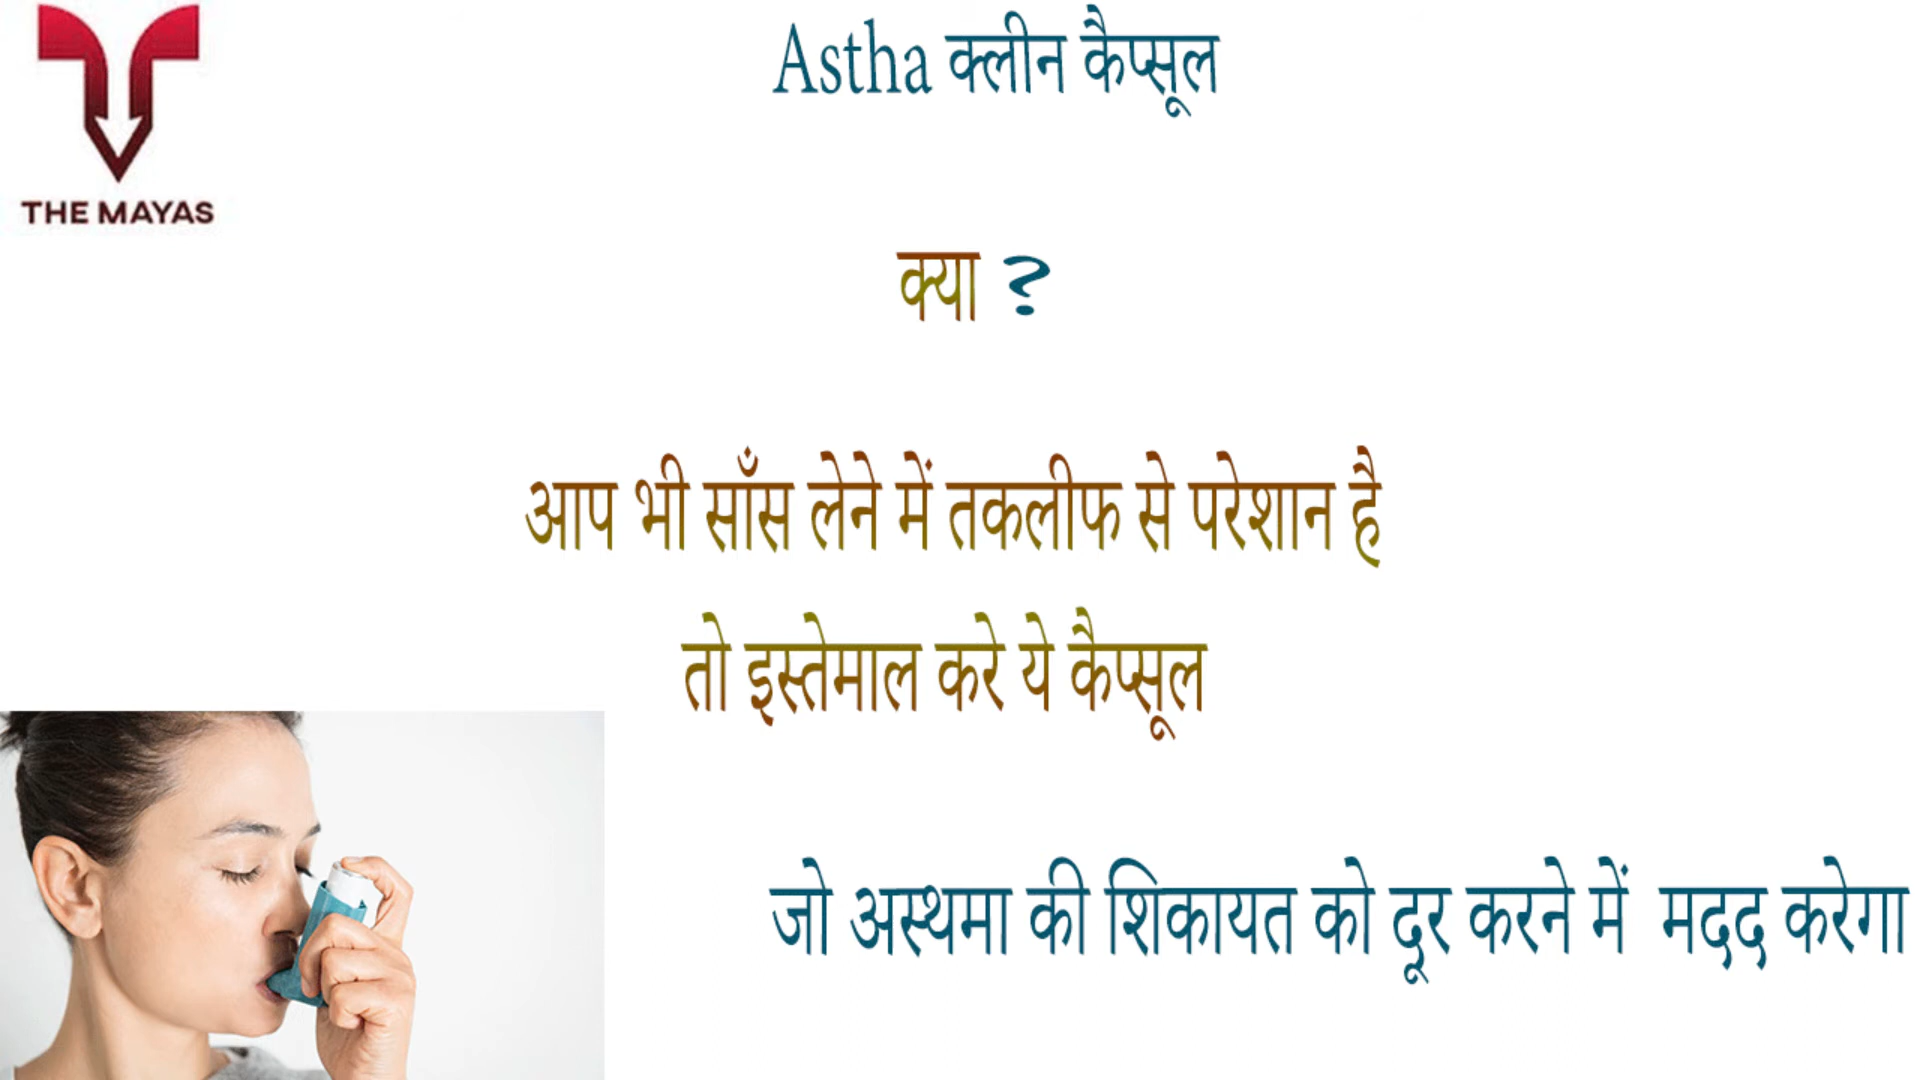 THE MAYAS
Astha क्लीन कैप्सूल
क्या ?
आप भी साँस लेने में तकलीफ से परेशान है
तो इस्तेमाल करे ये कैप्सूल
जो अस्थमा की शिकायत को दूर करने में मदद करेगा